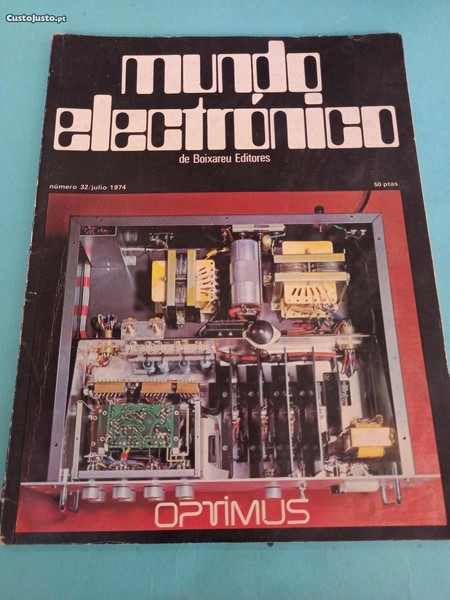 CustoJusto.pt
mundo
electrónico
de Boixareu Editores
número 32/julio 1974
50 ptas
OPTIMUS